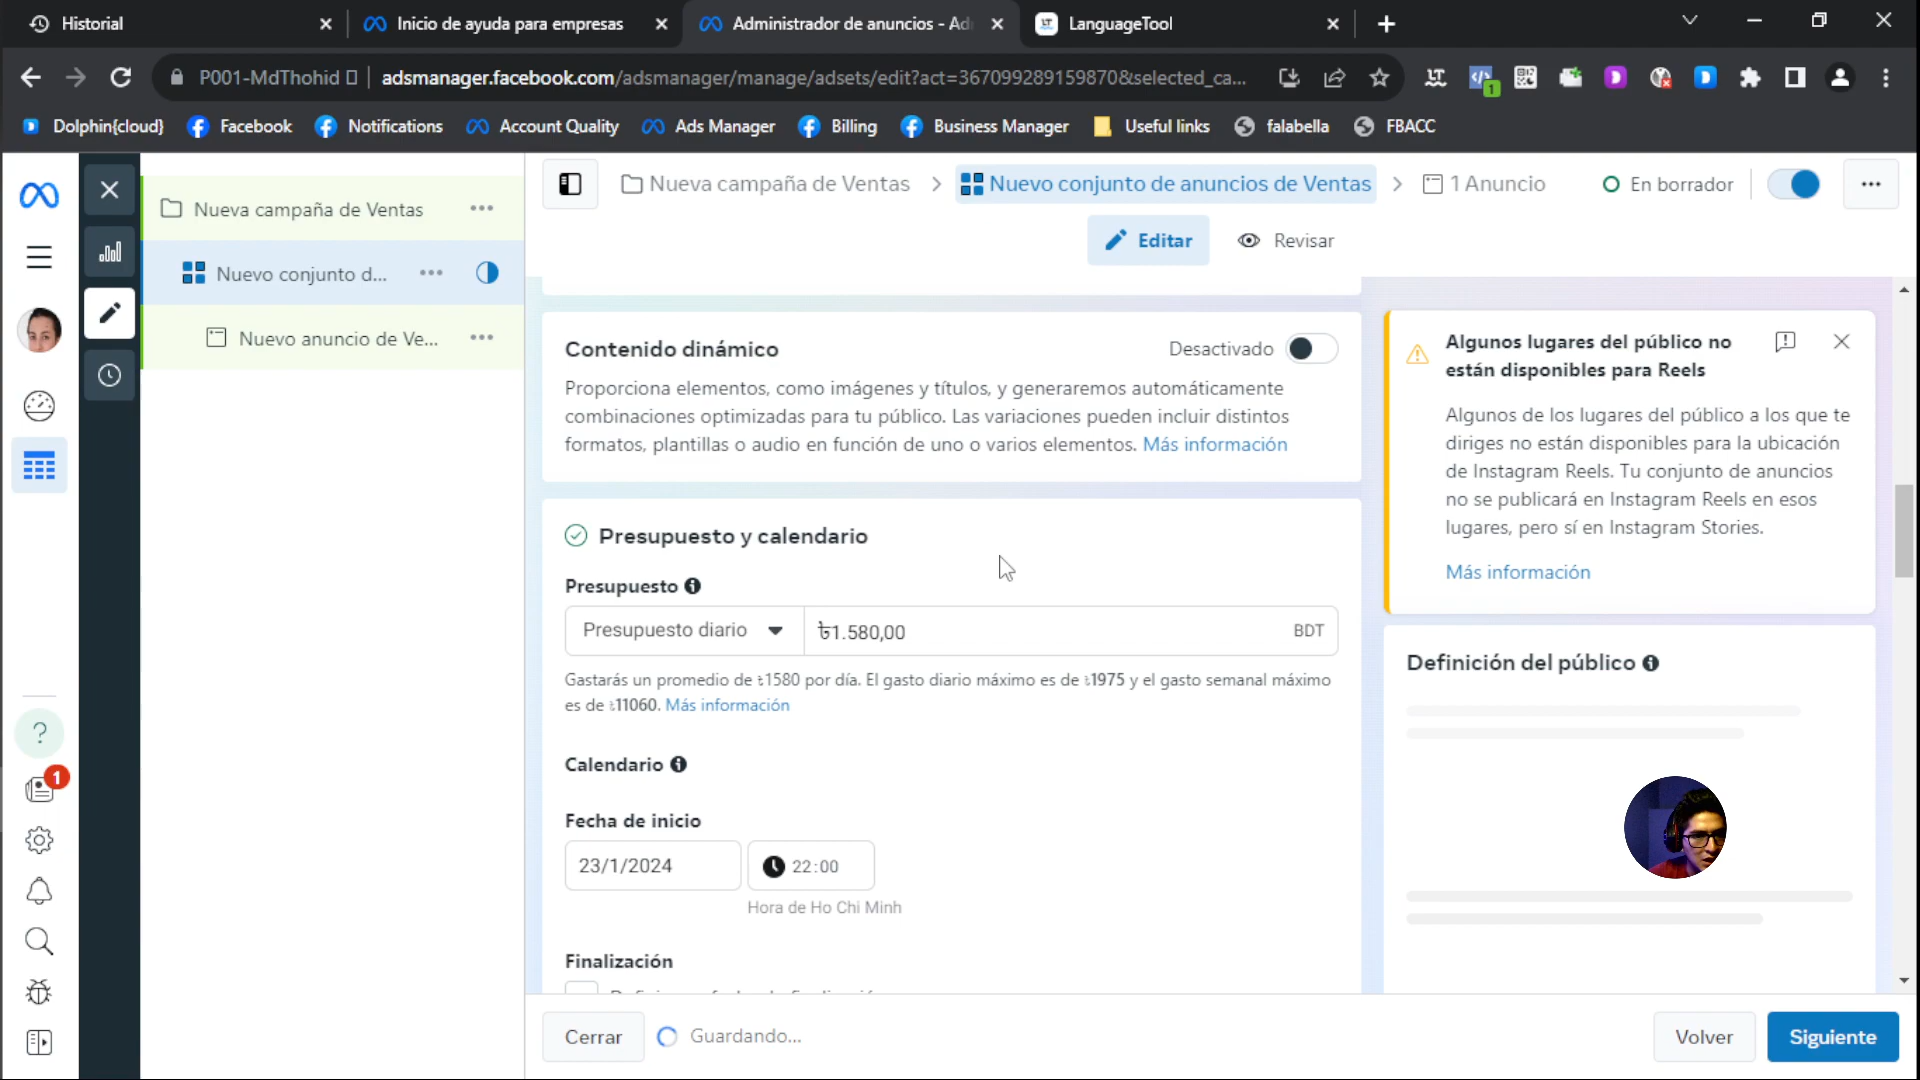 Historial
Inicio de ayuda para empresas
Administrador de anuncios - Ad
LanguageTool
P001-MdThohid
adsmanager.facebook.com/adsmanager/manage/adsets/edit?act=367099289159870&selected_ca...
1
Dolphin{cloud}
Facebook
Notifications
Account Quality
Ads Manager
Billing
Business Manager
Useful links
falabella
FBACC
Nueva campaña de Ventas
Nuevo conjunto d...
Nuevo anuncio de Ve...
Nueva campaña de Ventas
Nuevo conjunto de anuncios de Ventas
1 Anuncio
En borrador
Editar
Revisar
Contenido dinámico
Desactivado
Proporciona elementos, como imágenes y títulos, y generaremos automáticamente
combinaciones optimizadas para tu público. Las variaciones pueden incluir distintos
formatos, plantillas o audio en función de uno o varios elementos. Más información
Presupuesto y calendario
Presupuesto
Presupuesto diario
৳1.580,00
BDT
Gastarás un promedio de ৳1580 por día. El gasto diario máximo es de ৳1975 y el gasto semanal máximo
es de ৳11060. Más información
Calendario
Fecha de inicio
23/1/2024
22:00
Hora de Ho Chi Minh
Finalización
Algunos lugares del público no
están disponibles para Reels
Algunos de los lugares del público a los que te
diriges no están disponibles para la ubicación
de Instagram Reels. Tu conjunto de anuncios
no se publicará en Instagram Reels en esos
lugares, pero sí en Instagram Stories.
Más información
Definición del público
1
Cerrar
Guardando...
Volver
Siguiente